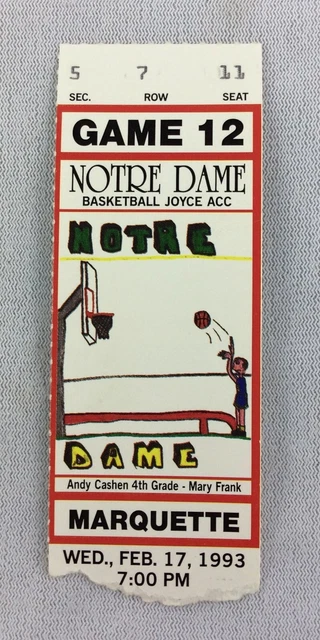 5 7 11
SEC. ROW SEAT
GAME 12
NOTRE DAME
BASKETBALL JOYCE ACC
NOTRE
DAME
Andy Cashen 4th Grade - Mary Frank
MARQUETTE
WED., FEB. 17, 1993
7:00 PM